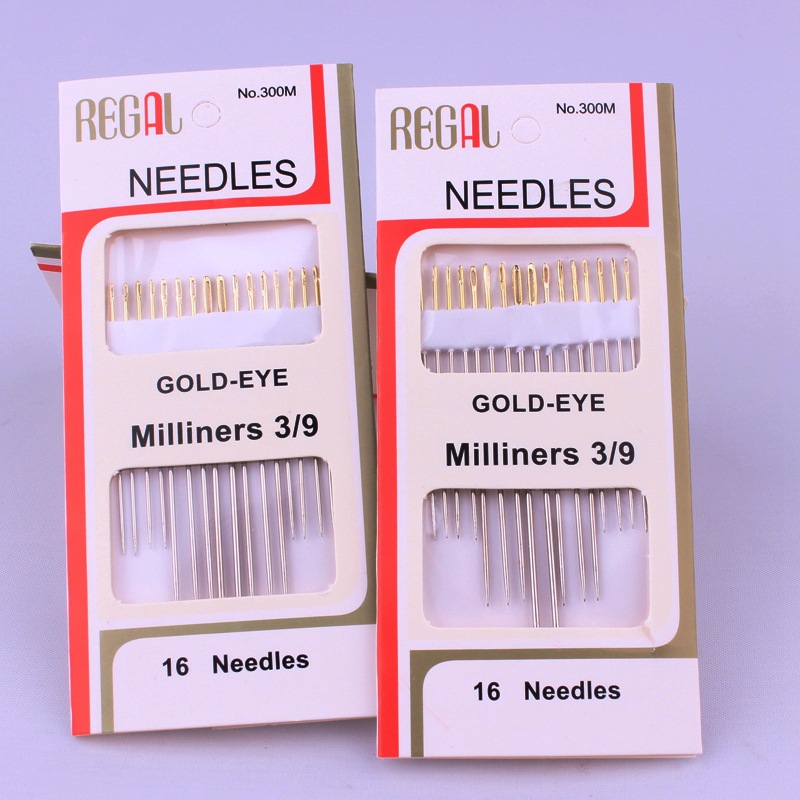 REGAL
No.300M
NEEDLES
GOLD-EYE
Milliners 3/9
16 Needles
REGAL
No.300M
NEEDLES
GOLD-EYE
Milliners 3/9
16 Needles